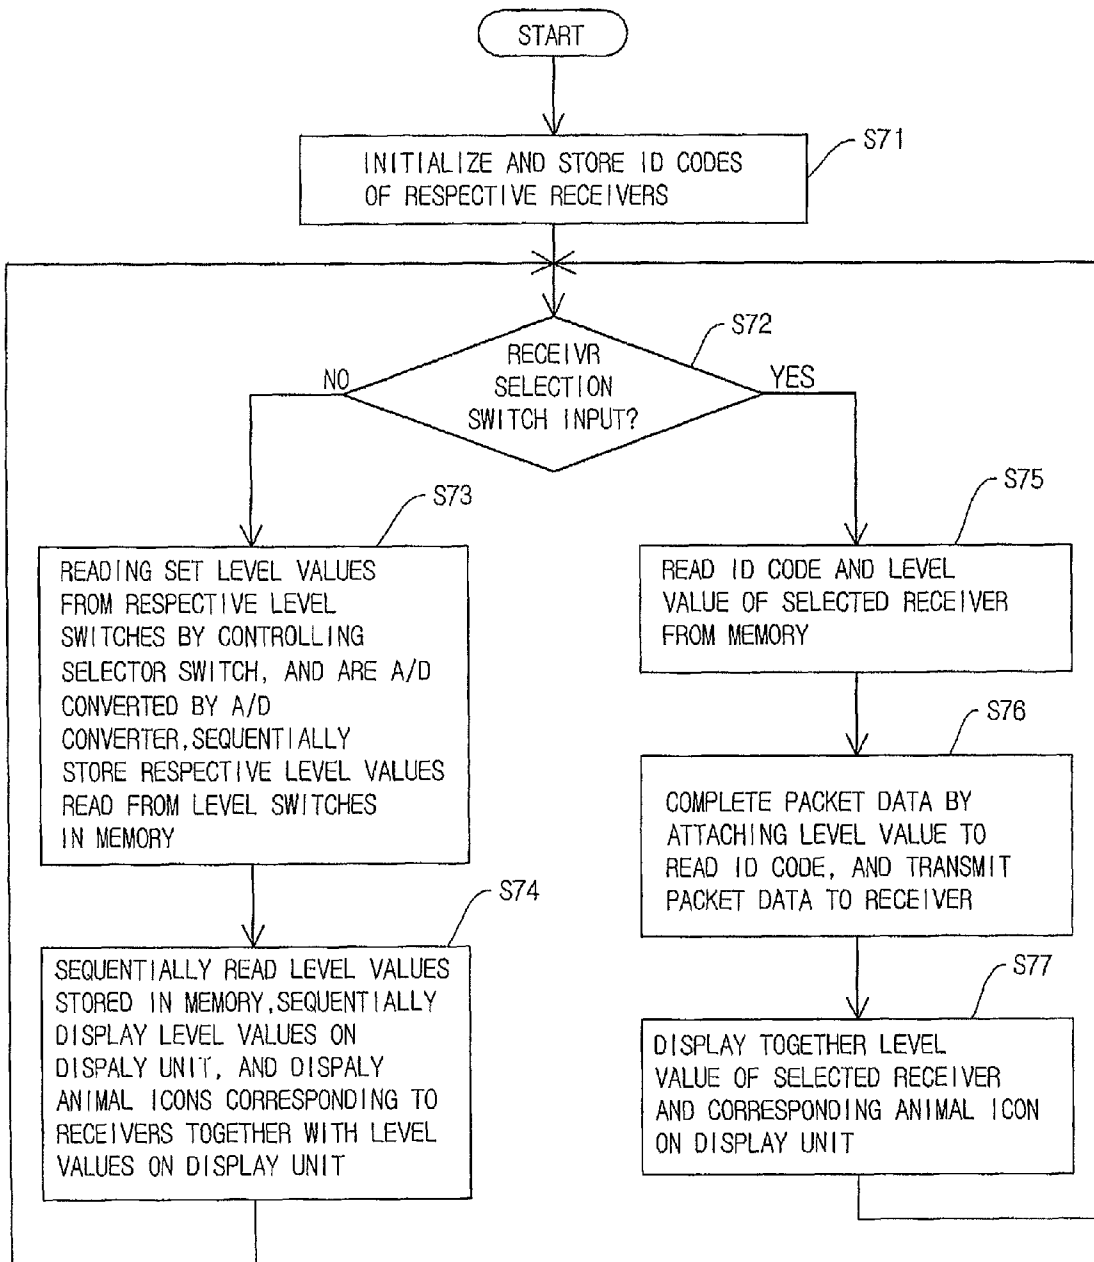 START
S71
INITIALIZE AND STORE ID CODES
OF RESPECTIVE RECEIVERS
S72
RECEIVR
SELECTION
SWITCH INPUT?
NO
YES
S73
READING SET LEVEL VALUES
FROM RESPECTIVE LEVEL
SWITCHES BY CONTROLLING
SELECTOR SWITCH, AND ARE A/D
CONVERTED BY A/D
CONVERTER,SEQUENTIALLY
STORE RESPECTIVE LEVEL VALUES
READ FROM LEVEL SWITCHES
IN MEMORY
S74
SEQUENTIALLY READ LEVEL VALUES
STORED IN MEMORY,SEQUENTIALLY
DISPLAY LEVEL VALUES ON
DISPALY UNIT, AND DISPALY
ANIMAL ICONS CORRESPONDING TO
RECEIVERS TOGETHER WITH LEVEL
VALUES ON DISPLAY UNIT
S75
READ ID CODE AND LEVEL
VALUE OF SELECTED RECEIVER
FROM MEMORY
S76
COMPLETE PACKET DATA BY
ATTACHING LEVEL VALUE TO
READ ID CODE, AND TRANSMIT
PACKET DATA TO RECEIVER
S77
DISPLAY TOGETHER LEVEL
VALUE OF SELECTED RECEIVER
AND CORRESPONDING ANIMAL ICON
ON DISPLAY UNIT